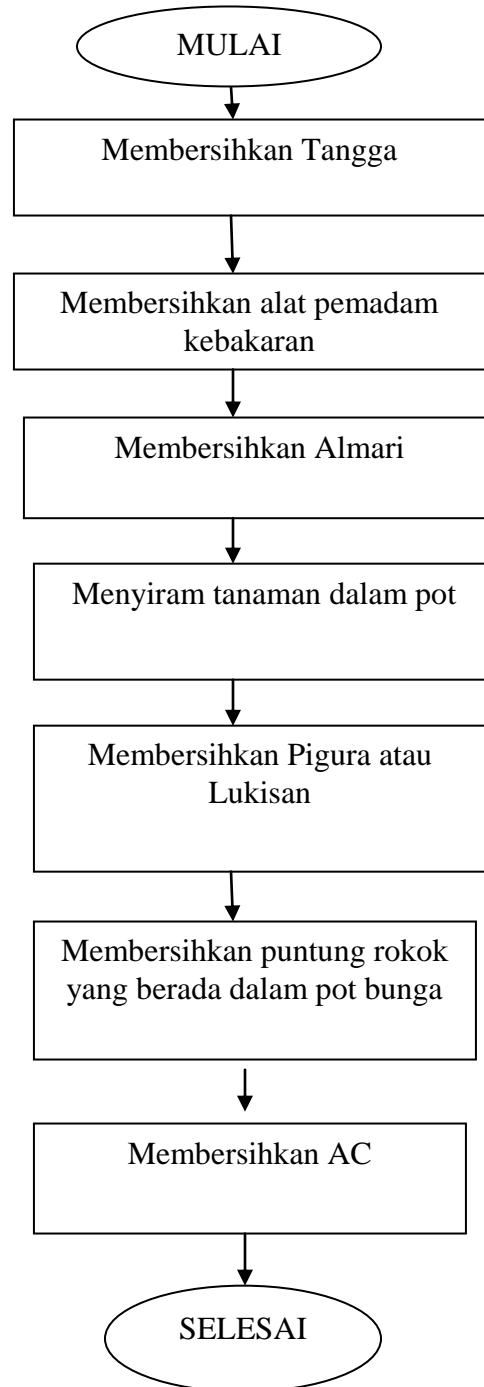 MULAI
Membersihkan Tangga
Membersihkan alat pemadam
kebakaran
Membersihkan Almari
Menyiram tanaman dalam pot
Membersihkan Pigura atau
Lukisan
Membersihkan puntung rokok
yang berada dalam pot bunga
Membersihkan AC
SELESAI